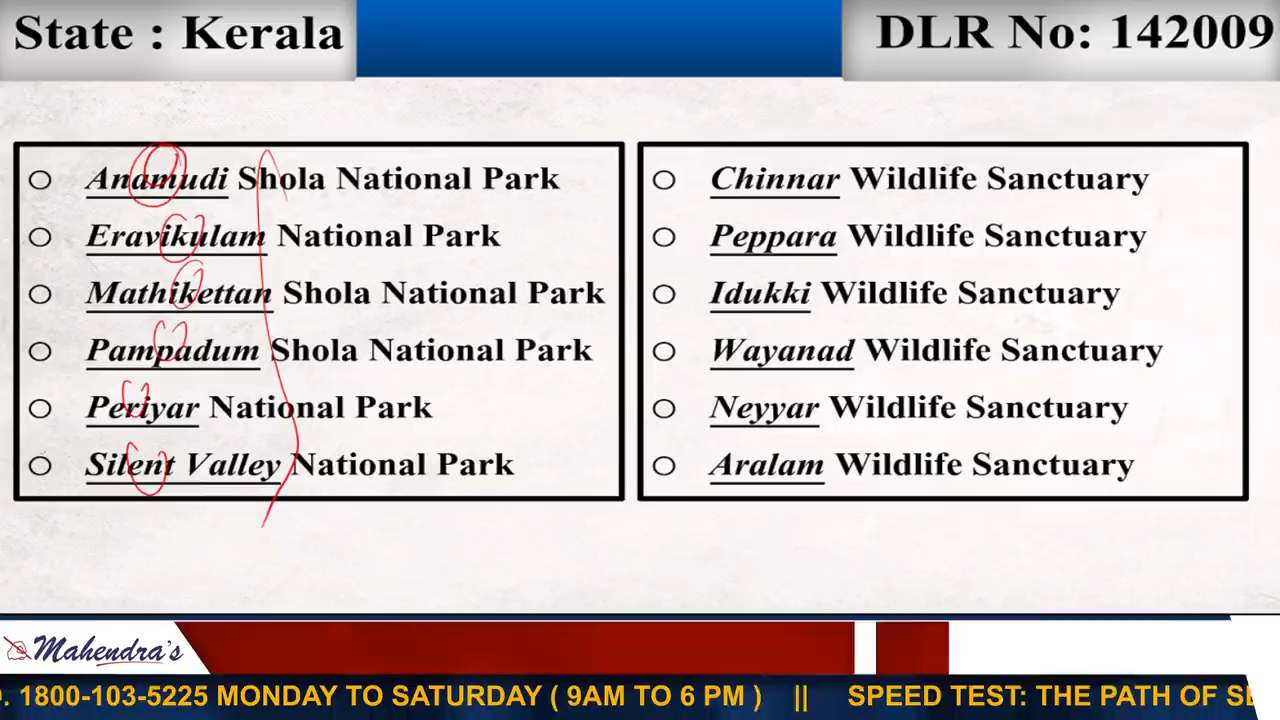 State : Kerala
DLR No: 142009
Anamudi Shola National Park
Eravikulam National Park
Mathikettan Shola National Park
Pampadum Shola National Park
Periyar National Park
Silent Valley National Park
Chinnar Wildlife Sanctuary
Peppara Wildlife Sanctuary
Idukki Wildlife Sanctuary
Wayanad Wildlife Sanctuary
Neyyar Wildlife Sanctuary
Aralam Wildlife Sanctuary
Mahendra's
. 1800-103-5225 MONDAY TO SATURDAY ( 9AM TO 6 PM ) || SPEED TEST: THE PATH OF